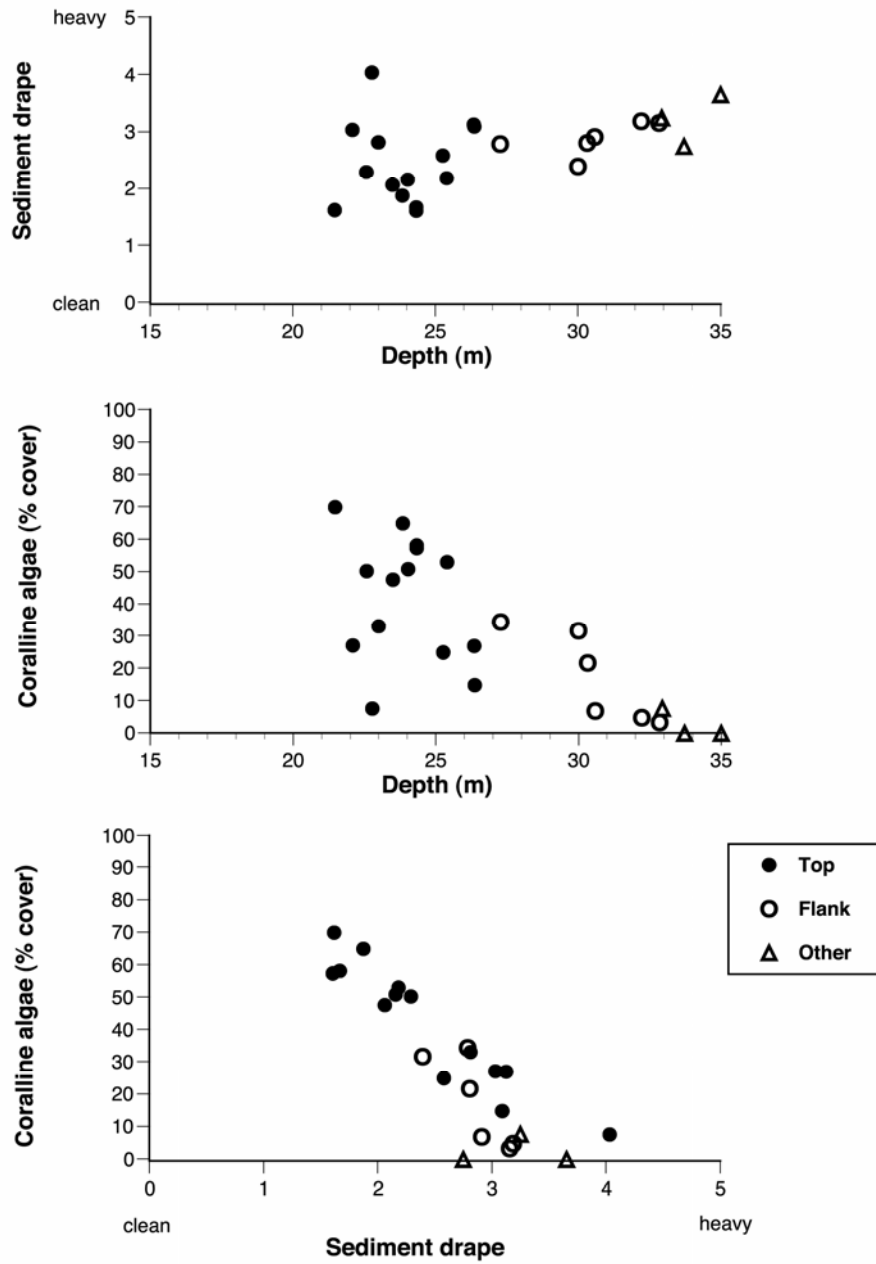 heavy
5
4
3
2
1
0
clean
Sediment drape
15 20 25 30 35
Depth (m)
100
90
80
70
60
50
40
30
20
10
0
Coralline algae (% cover)
15 20 25 30 35
Depth (m)
100
90
80
70
60
50
40
30
20
10
0
Coralline algae (% cover)
Top
Flank
Other
0 1 2 3 4 5
clean heavy
Sediment drape